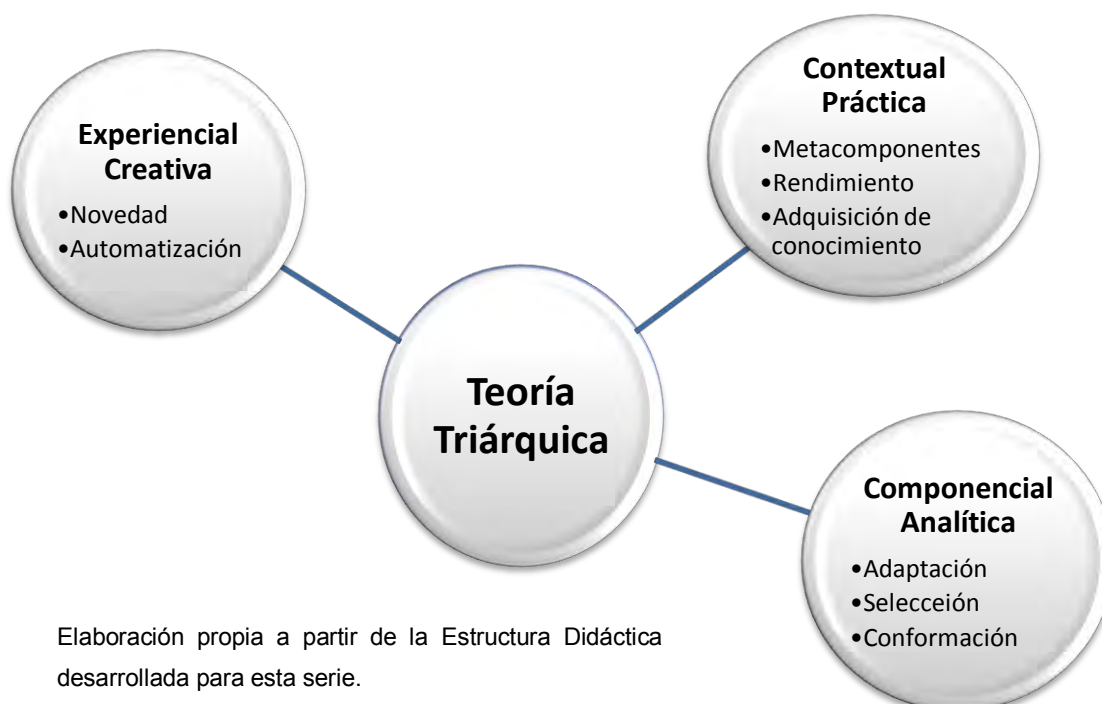 Experiencial
Creativa
•Novedad
•Automatización
Contextual
Práctica
•Metacomponentes
•Rendimiento
•Adquisición de
conocimiento
Teoría
Triárquica
Componencial
Analítica
•Adaptación
•Selecceión
•Conformación
Elaboración propia a partir de la Estructura Didáctica
desarrollada para esta serie.